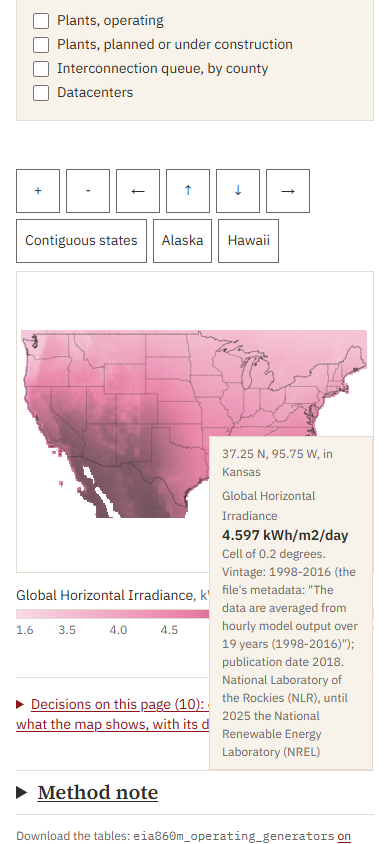 Plants, operating
Plants, planned or under construction
Interconnection queue, by county
Datacenters
+ - ← ↑ ↓ →
Contiguous states Alaska Hawaii
37.25 N, 95.75 W, in
Kansas
Global Horizontal
Irradiance
4.597 kWh/m2/day
Cell of 0.2 degrees.
Vintage: 1998-2016 (the
file's metadata: "The
data are averaged from
hourly model output over
19 years (1998-2016)");
publication date 2018.
National Laboratory of
the Rockies (NLR), until
2025 the National
Renewable Energy
Laboratory (NREL)
Global Horizontal Irradiance,
1.6 3.5 4.0 4.5
Decisions on this page (10):
what the map shows, with its
Method note
Download the tables: eia860m_operating_generators on